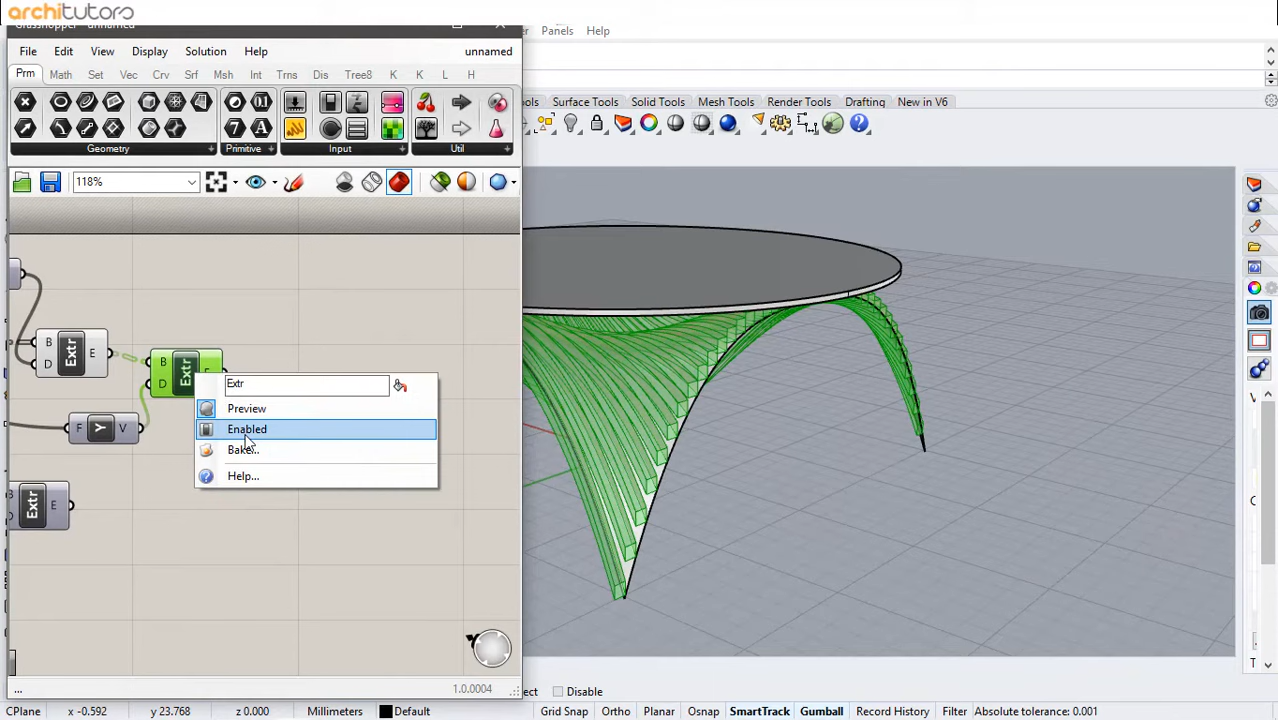 architutors
Grasshopper - unnamed
Panels Help
File Edit View Display Solution Help unnamed
Prm Math Set Vec Crv Srf Msh Int Trns Dis Tree8 K K L H
Surface Tools Solid Tools Mesh Tools Render Tools Drafting New in V6
Geometry Primitive Input Util
118%
B
D
Extr
E
B
D
Extr
F
Y
V
Extr
E
Extr
Preview
Enabled
Bake...
Help...
... 1.0.0004
Disable
CPlane x -0.592 y 23.768 z 0.000 Millimeters Default Grid Snap Ortho Planar Osnap SmartTrack Gumball Record History Filter Absolute tolerance: 0.001